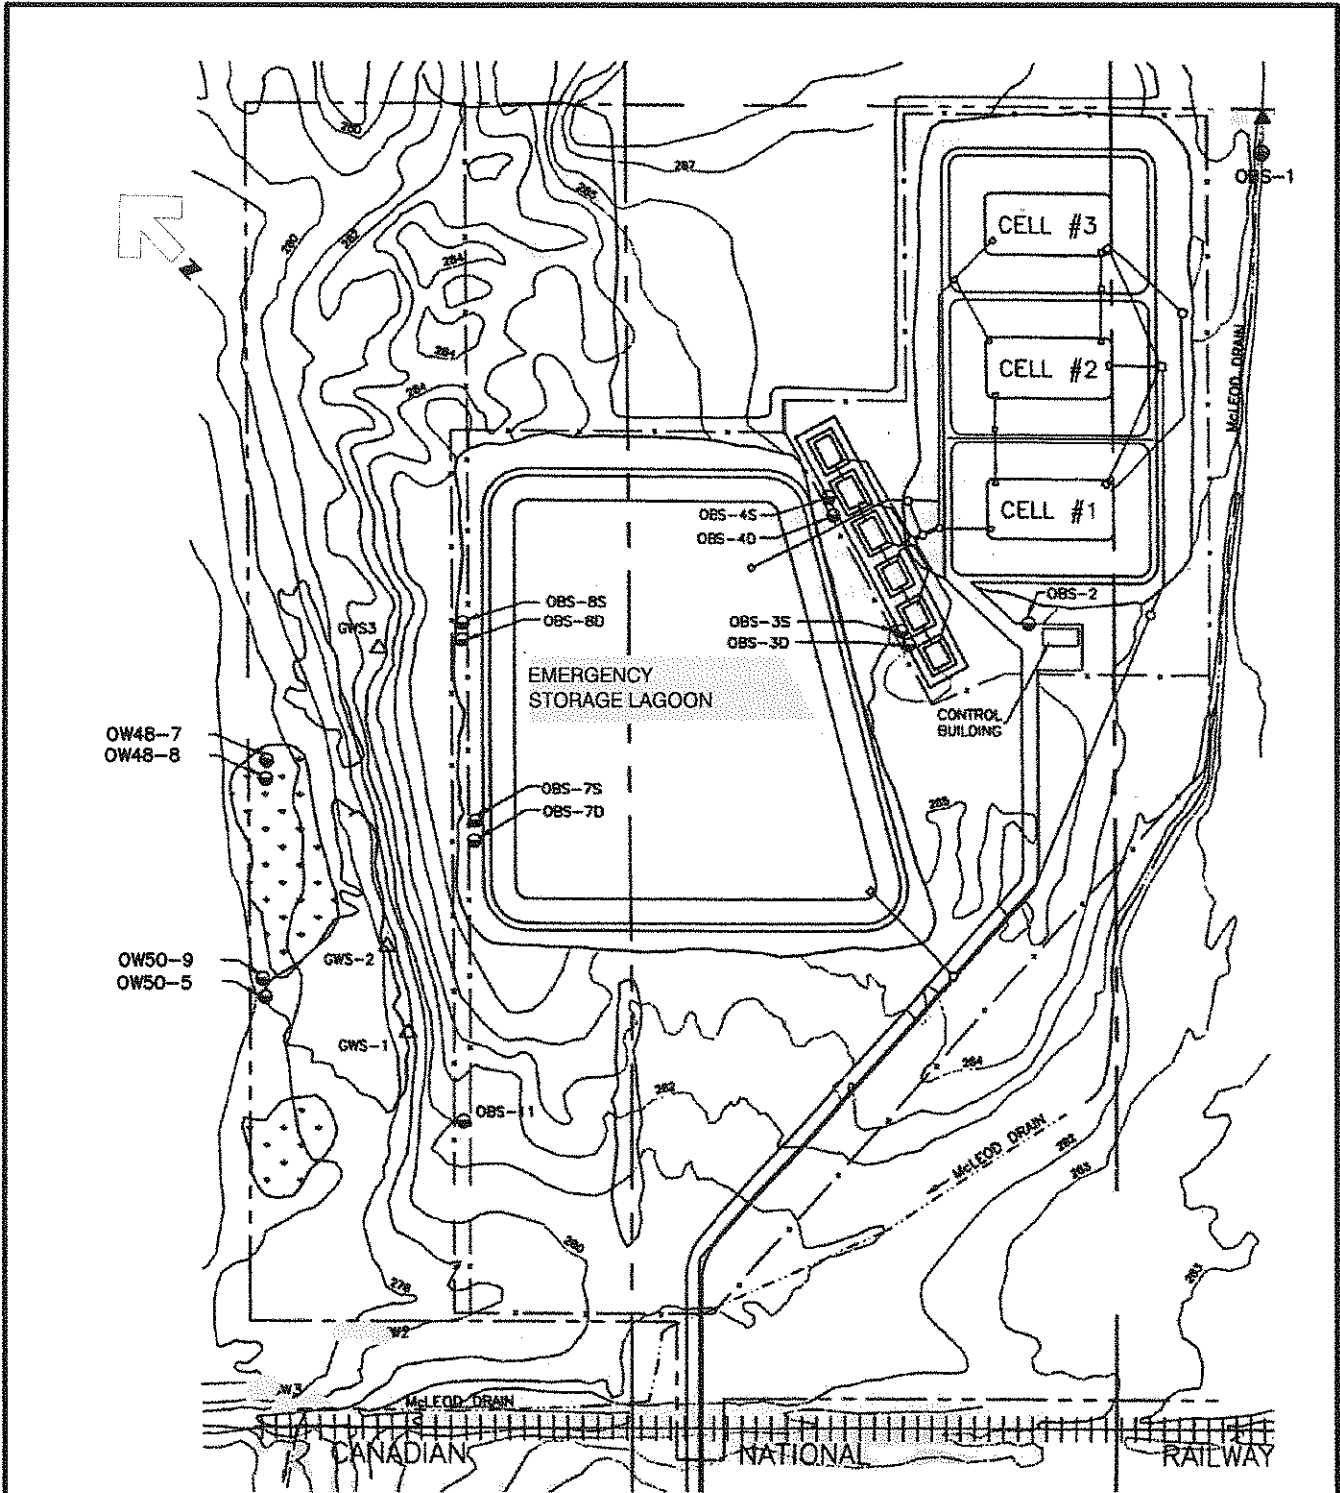 280
287
285
OBS-1
CELL #3
N
284
281
McLEOD DRAIN
CELL #2
284
OBS-4S
CELL #1
OBS-4D
OBS-8S
OBS-2
GWS3
OBS-8D
OBS-3S
OBS-3D
EMERGENCY
STORAGE LAGOON
CONTROL
BUILDING
OW48-7
OW48-8
OBS-7S
OBS-7D
285
OW50-9
GWS-2
OW50-5
GWS-1
284
282
OBS-11
McLEOD DRAIN
282
283
280
278
283
W2
W3
McLEOD DRAIN
CANADIAN NATIONAL RAILWAY